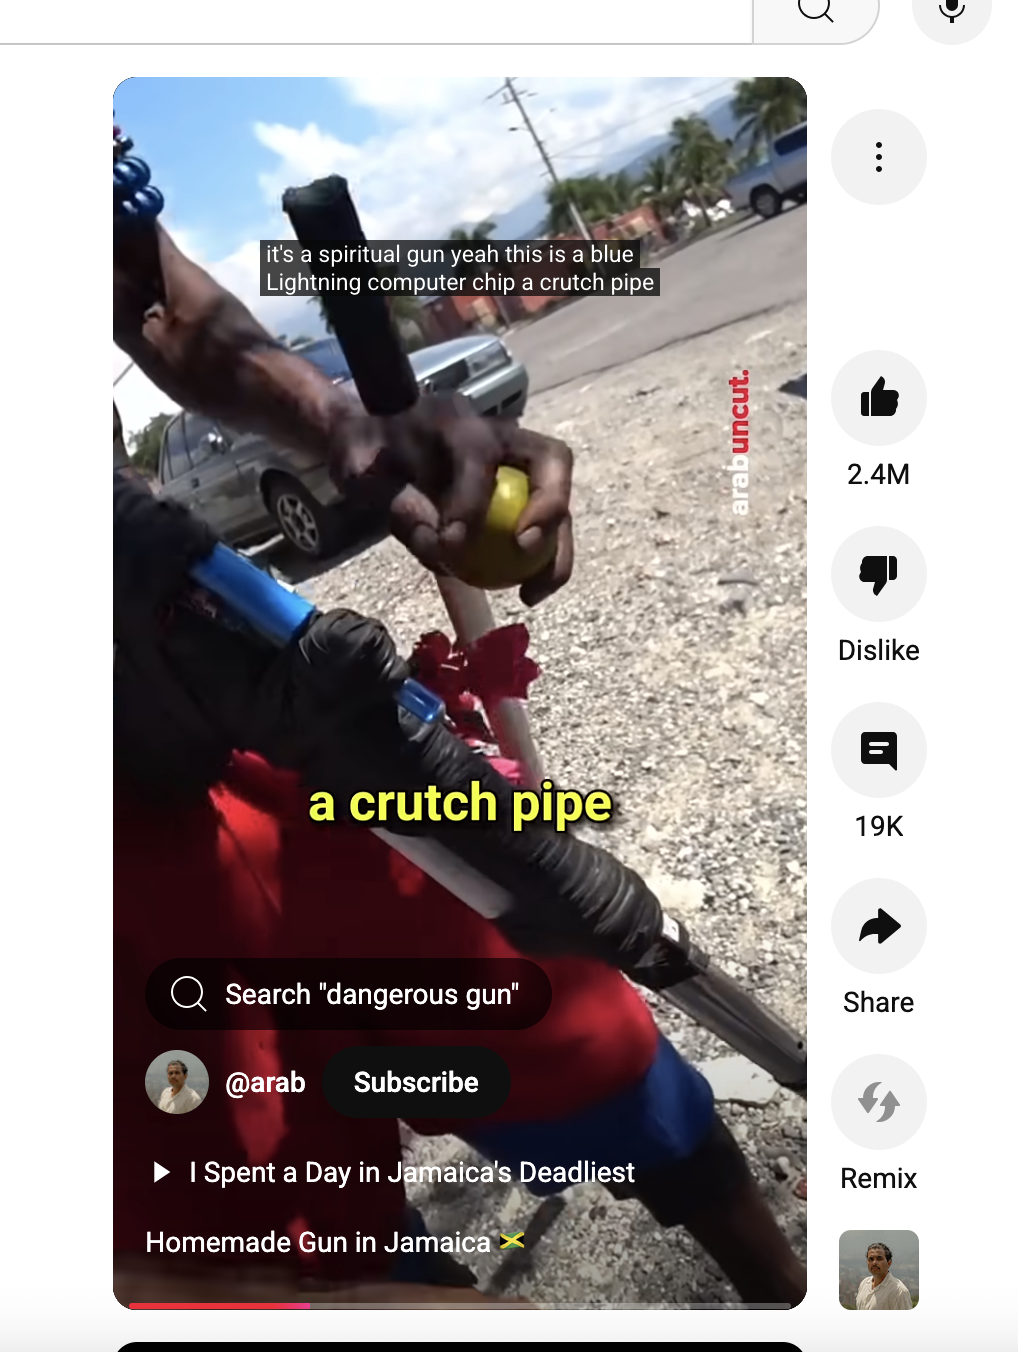 it's a spiritual gun yeah this is a blue
Lightning computer chip a crutch pipe
arabuncut.
2.4M
Dislike
a crutch pipe
19K
Search "dangerous gun"
Share
@arab
Subscribe
I Spent a Day in Jamaica's Deadliest
Remix
Homemade Gun in Jamaica 🇯🇲